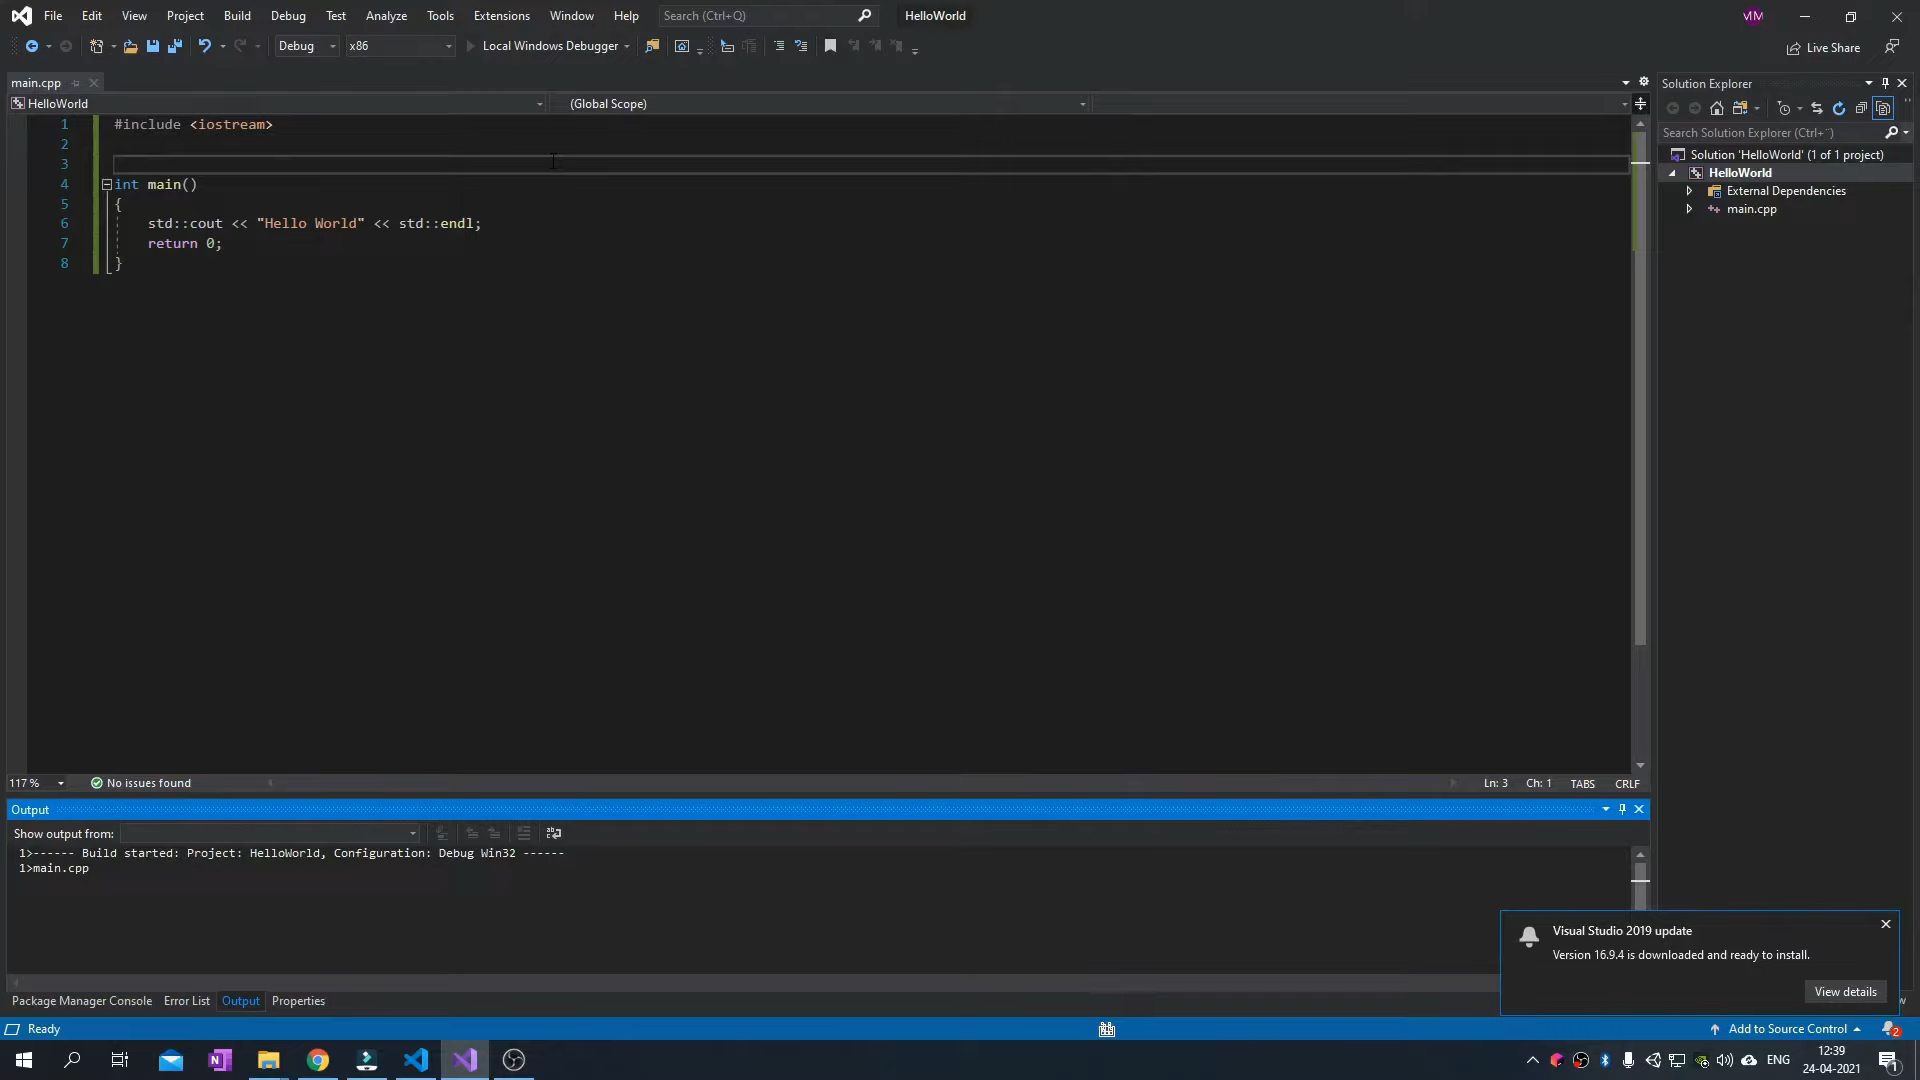 File Edit View Project Build Debug Test Analyze Tools Extensions Window Help Search (Ctrl+Q) HelloWorld
Debug x86 Local Windows Debugger Live Share
main.cpp
HelloWorld (Global Scope)
1 #include <iostream>
2
3
4 int main()
5 {
6 std::cout << "Hello World" << std::endl;
7 return 0;
8 }
117 % No issues found Ln: 3 Ch: 1 TABS CRLF
Solution Explorer
Search Solution Explorer (Ctrl+¨)
Solution 'HelloWorld' (1 of 1 project)
HelloWorld
External Dependencies
main.cpp
Output
Show output from:
1>------ Build started: Project: HelloWorld, Configuration: Debug Win32 ------
1>main.cpp
Visual Studio 2019 update
Version 16.9.4 is downloaded and ready to install.
View details
Package Manager Console Error List Output Properties
Ready Add to Source Control 2
ENG 12:39
24-04-2021 1